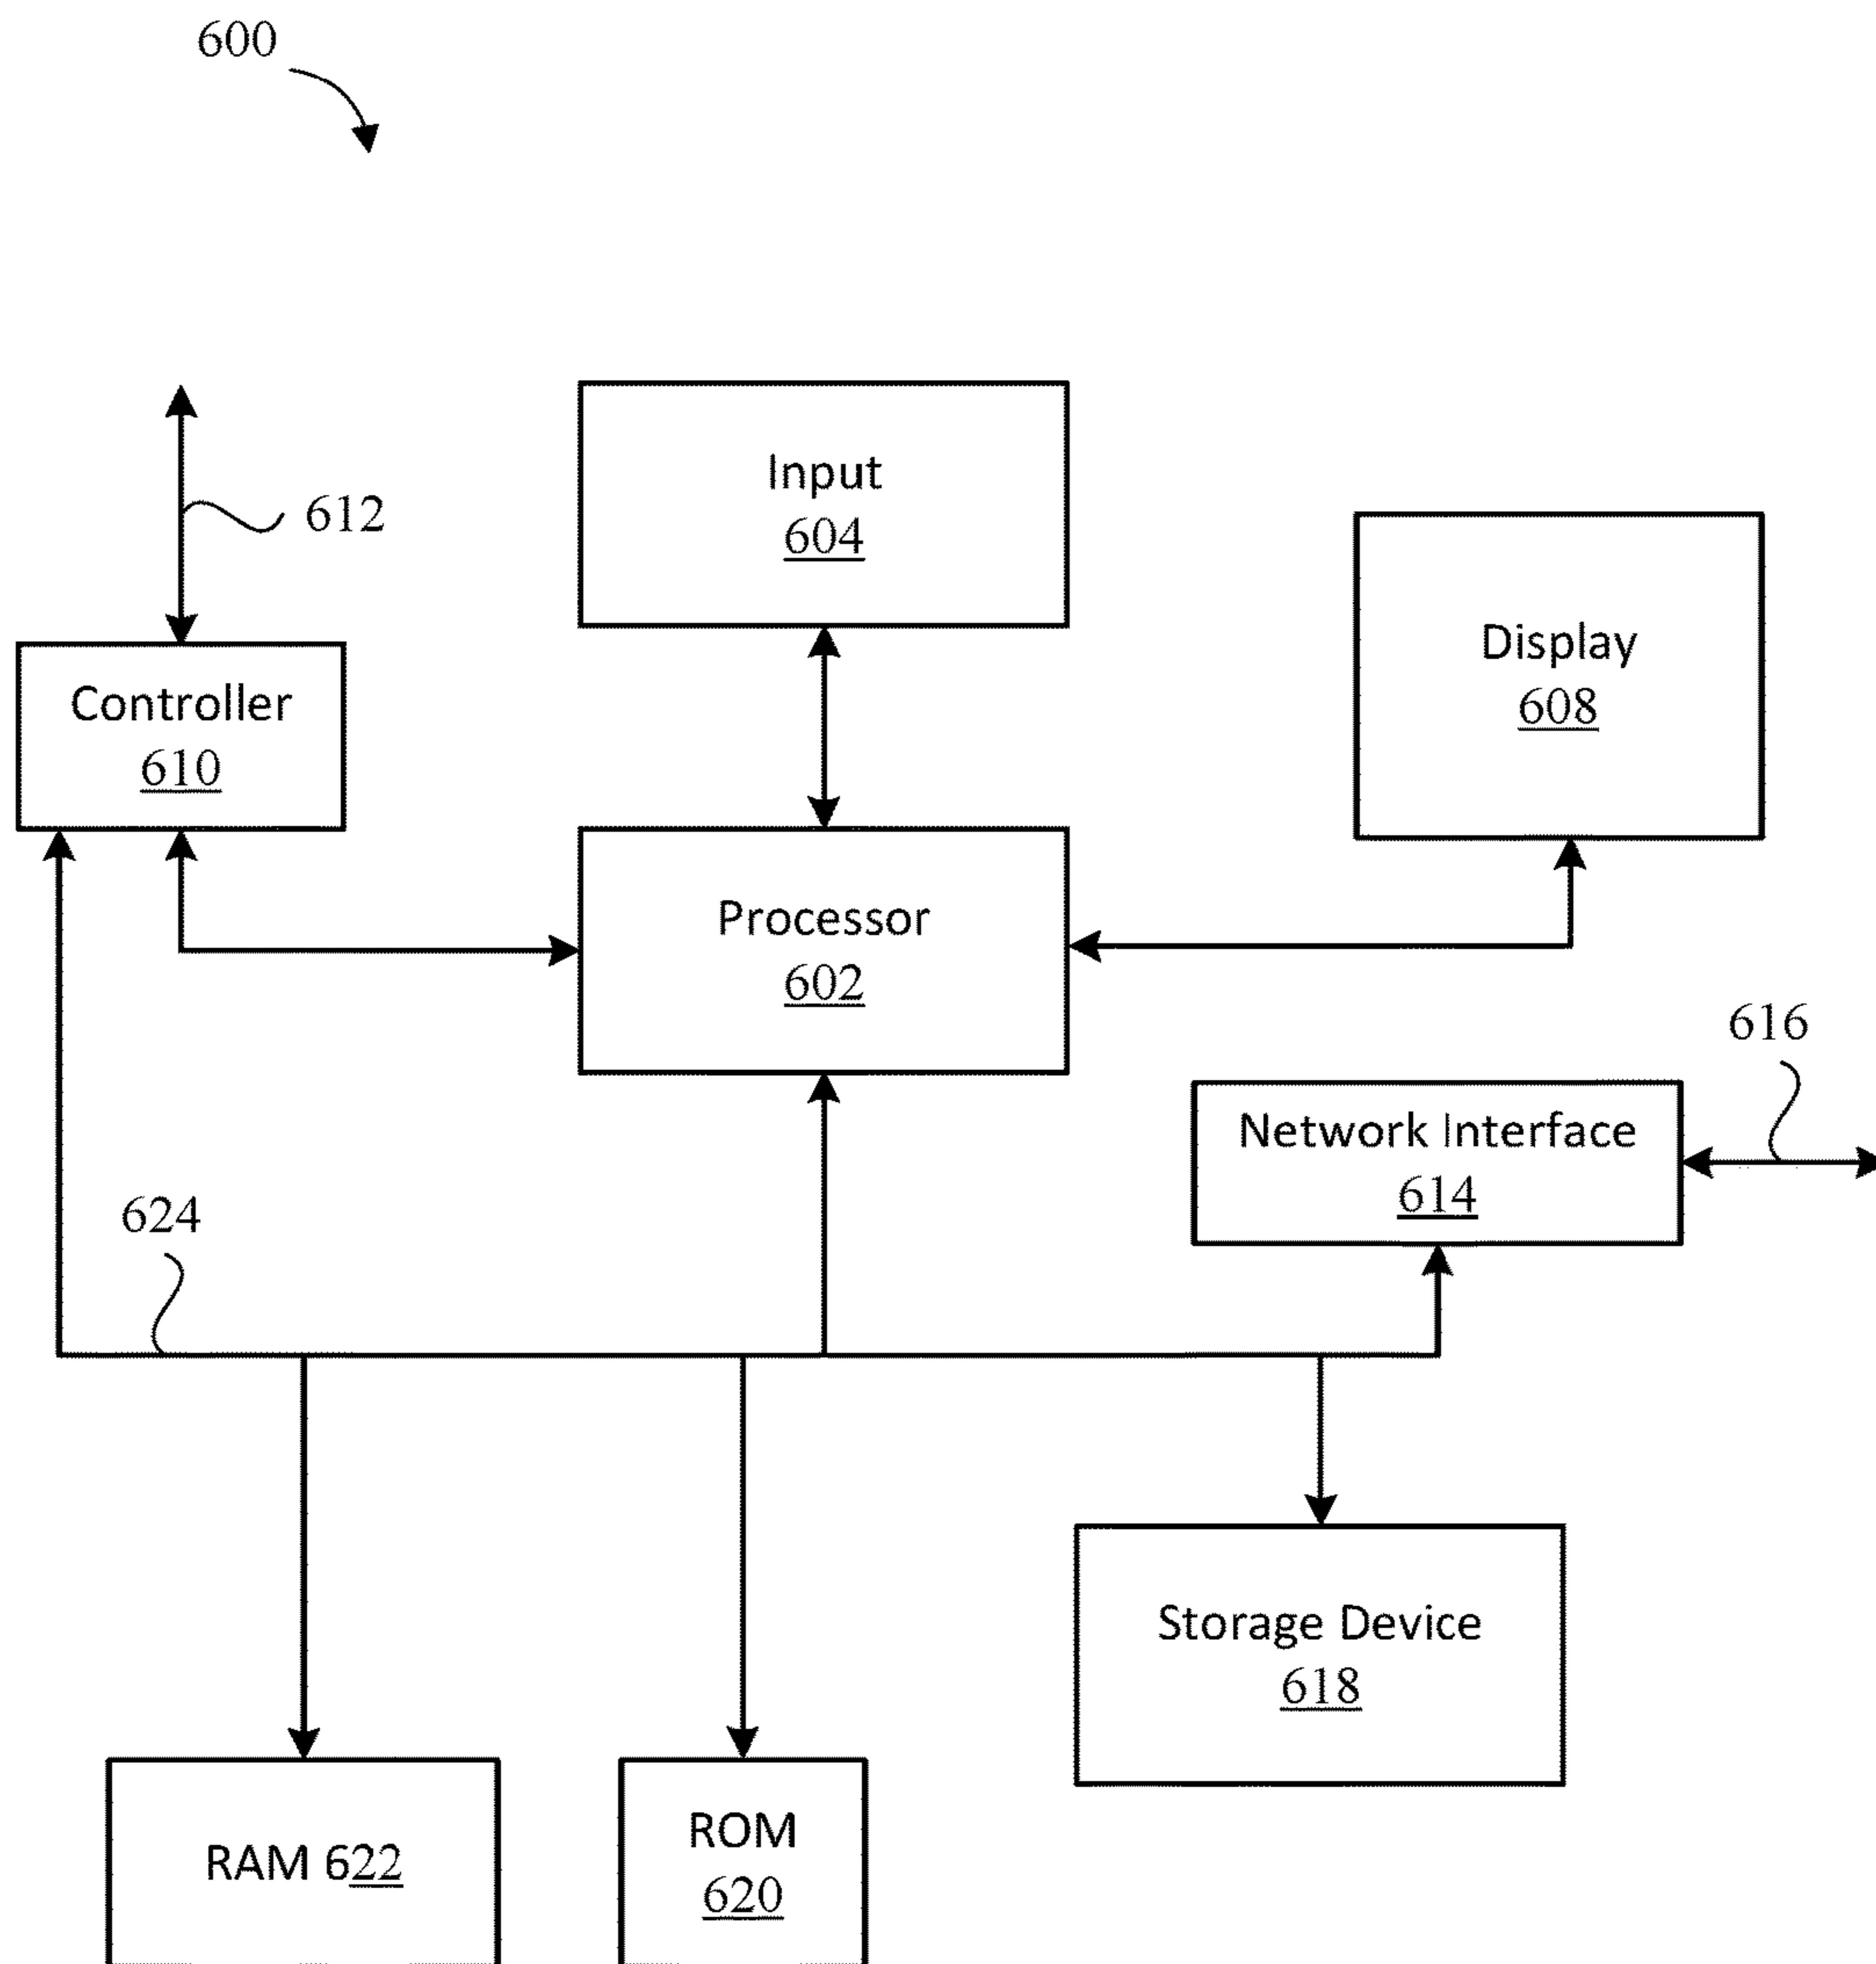 600
Input
604
612
Display
608
Controller
610
Processor
602
616
Network Interface
614
624
Storage Device
618
RAM 622
ROM
620